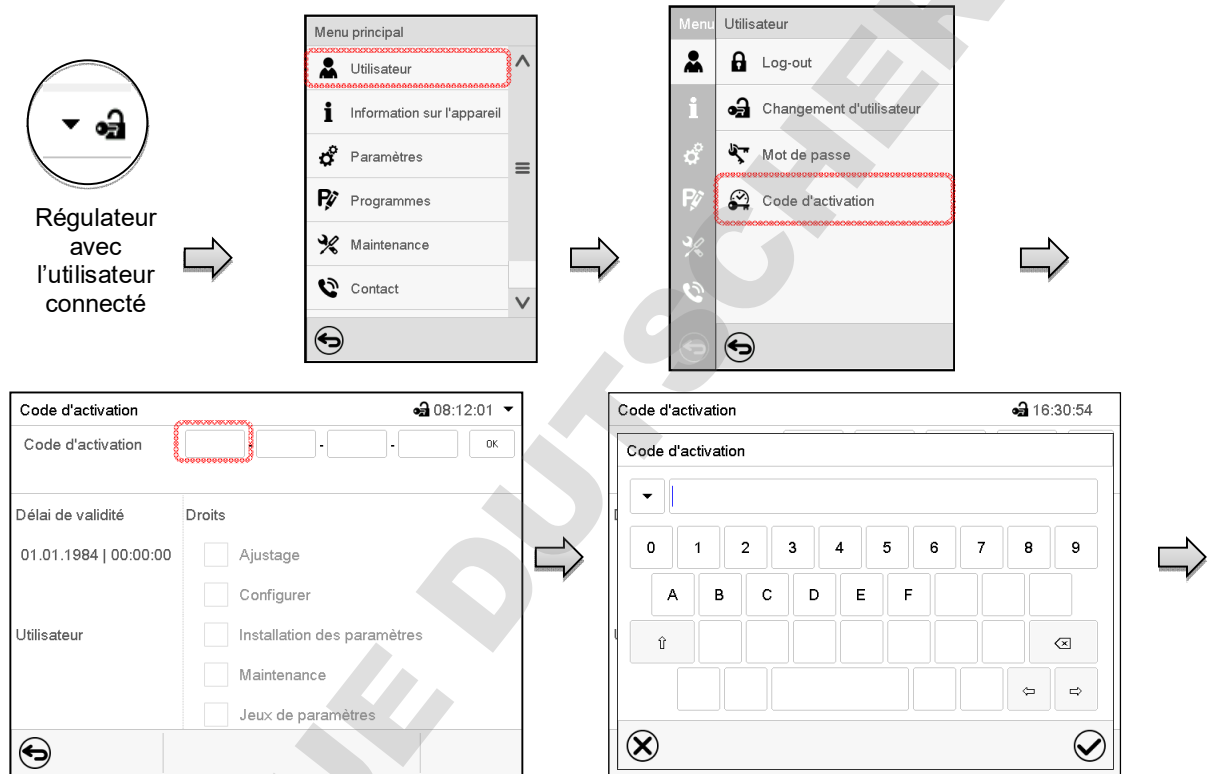 Régulateur
avec
l'utilisateur
connecté
Menu principal
Utilisateur
Information sur l'appareil
Paramètres
Programmes
Maintenance
Contact
Menu
Utilisateur
Log-out
Changement d'utilisateur
Mot de passe
Code d'activation
Code d'activation 08:12:01
Code d'activation - - - OK
Délai de validité Droits
01.01.1984 | 00:00:00 Ajustage
Configurer
Utilisateur Installation des paramètres
Maintenance
Jeux de paramètres
Code d'activation 16:30:54
Code d'activation
0 1 2 3 4 5 6 7 8 9
A B C D E F
UE DUTSCHER